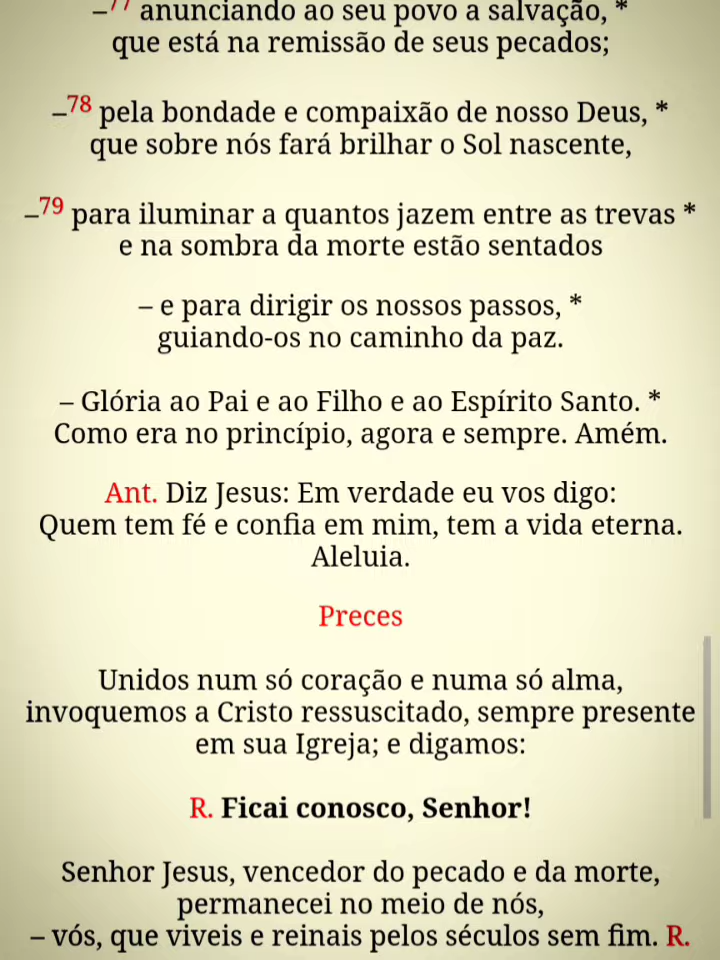 –77 anunciando ao seu povo a salvação, *
que está na remissão de seus pecados;
–78 pela bondade e compaixão de nosso Deus, *
que sobre nós fará brilhar o Sol nascente,
–79 para iluminar a quantos jazem entre as trevas *
e na sombra da morte estão sentados
– e para dirigir os nossos passos, *
guiando-os no caminho da paz.
– Glória ao Pai e ao Filho e ao Espírito Santo. *
Como era no princípio, agora e sempre. Amém.
Ant. Diz Jesus: Em verdade eu vos digo:
Quem tem fé e confia em mim, tem a vida eterna.
Aleluia.
Preces
Unidos num só coração e numa só alma,
invoquemos a Cristo ressuscitado, sempre presente
em sua Igreja; e digamos:
R. Ficai conosco, Senhor!
Senhor Jesus, vencedor do pecado e da morte,
permanecei no meio de nós,
– vós, que viveis e reinais pelos séculos sem fim. R.